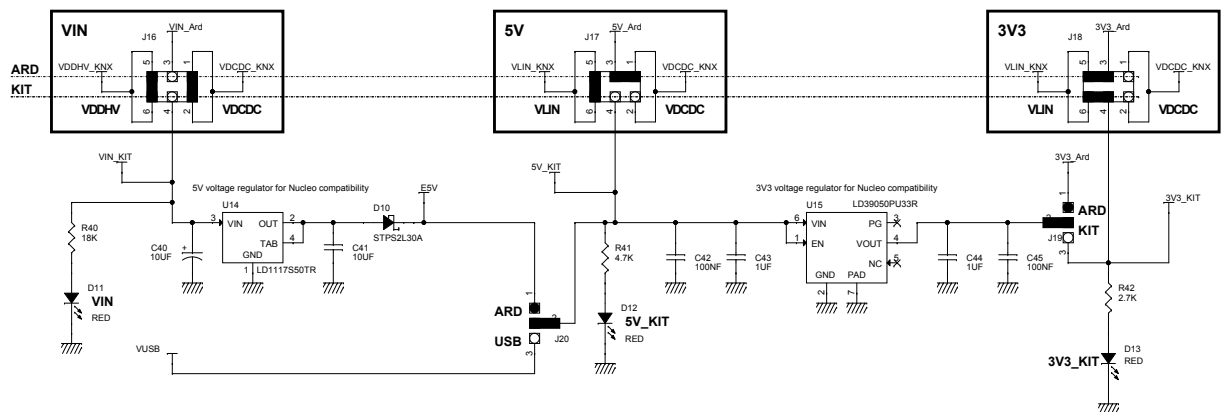 VIN
VIN_Ard
J16
5
3
1
VDDHV_KNX
VDCDC_KNX
ARD
KIT
6
4
2
VDDHV
VDCDC
5V
5V_Ard
J17
5
3
1
VLIN_KNX
VDCDC_KNX
6
4
2
VLIN
VDCDC
3V3
3V3_Ard
J18
5
3
1
VLIN_KNX
VDCDC_KNX
6
4
2
VLIN
VDCDC
VIN_KIT
5V voltage regulator for Nucleo compatibility
U14
3
VIN
OUT
2
TAB
4
GND
1
LD1117S50TR
R40
18K
C40
10UF
C41
10UF
D10
STPS2L30A
E5V
D11
VIN
RED
VUSB
1
ARD
2
USB
J20
3
5V_KIT
R41
4.7K
D12
5V_KIT
RED
C42
100NF
C43
1UF
3V3 voltage regulator for Nucleo compatibility
U15
LD39050PU33R
6
VIN
PG
3
1
EN
VOUT
4
NC
5
GND
PAD
2
7
C44
1UF
C45
100NF
3V3_Ard
1
ARD
2
KIT
J19
3
3V3_KIT
R42
2.7K
3V3_KIT
D13
RED